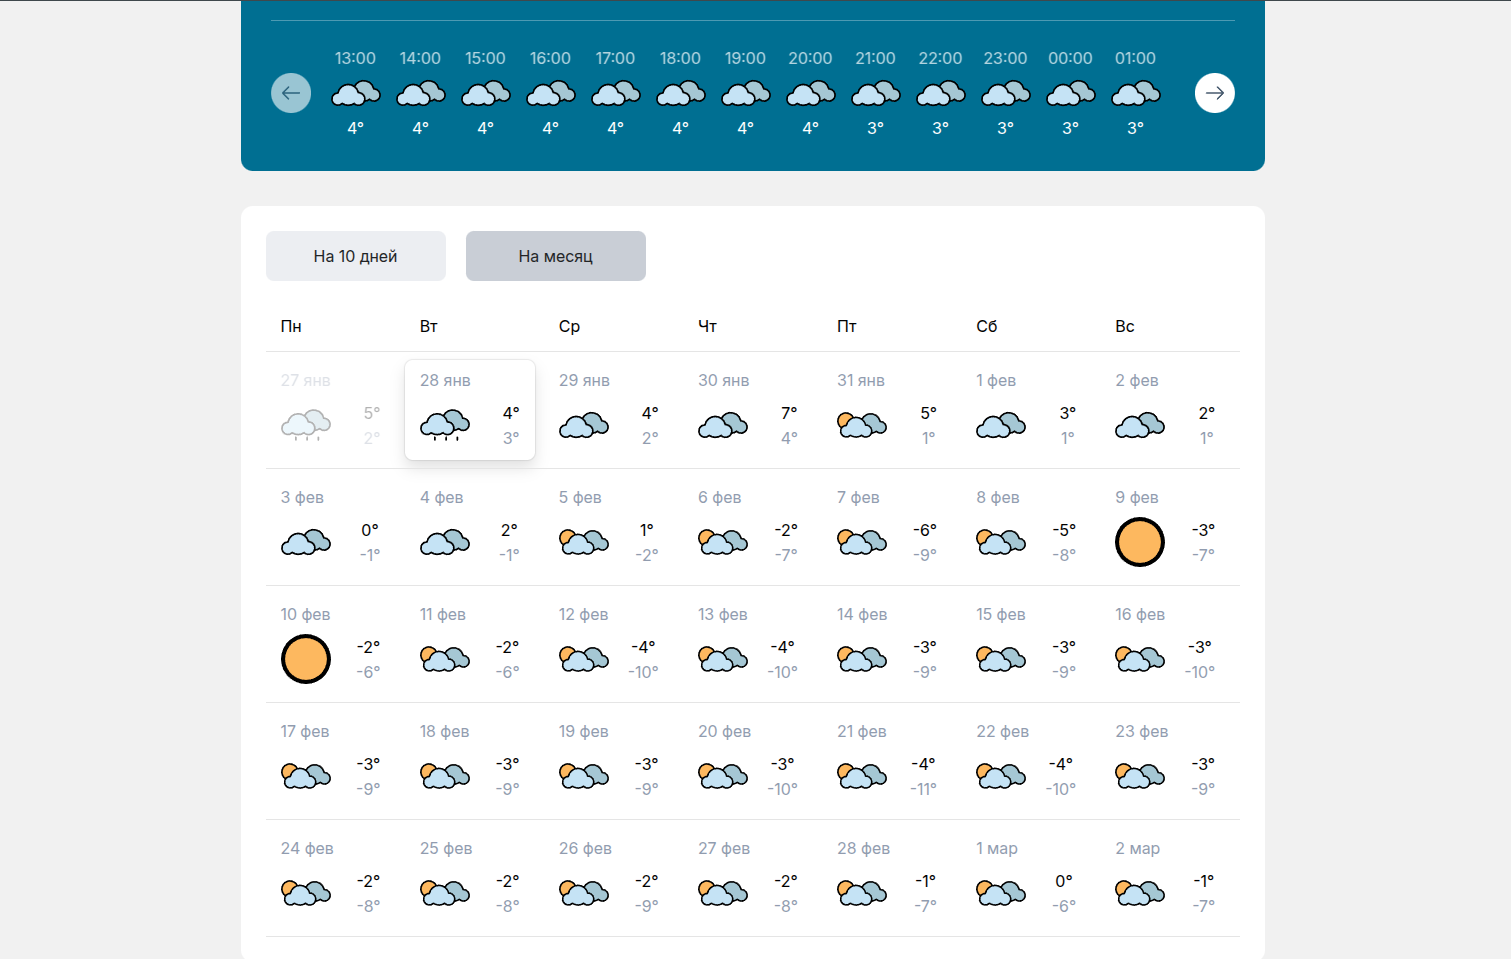 13:00 14:00 15:00 16:00 17:00 18:00 19:00 20:00 21:00 22:00 23:00 00:00 01:00
4° 4° 4° 4° 4° 4° 4° 4° 3° 3° 3° 3° 3°
На 10 дней На месяц
Пн Вт Ср Чт Пт Сб Вс
27 янв 28 янв 29 янв 30 янв 31 янв 1 фев 2 фев
5° 4° 4° 7° 5° 3° 2°
2° 3° 2° 4° 1° 1° 1°
3 фев 4 фев 5 фев 6 фев 7 фев 8 фев 9 фев
0° 2° 1° -2° -6° -5° -3°
-1° -1° -2° -7° -9° -8° -7°
10 фев 11 фев 12 фев 13 фев 14 фев 15 фев 16 фев
-2° -2° -4° -4° -3° -3° -3°
-6° -6° -10° -10° -9° -9° -10°
17 фев 18 фев 19 фев 20 фев 21 фев 22 фев 23 фев
-3° -3° -3° -3° -4° -4° -3°
-9° -9° -9° -10° -11° -10° -9°
24 фев 25 фев 26 фев 27 фев 28 фев 1 мар 2 мар
-2° -2° -2° -2° -1° 0° -1°
-8° -8° -9° -8° -7° -6° -7°